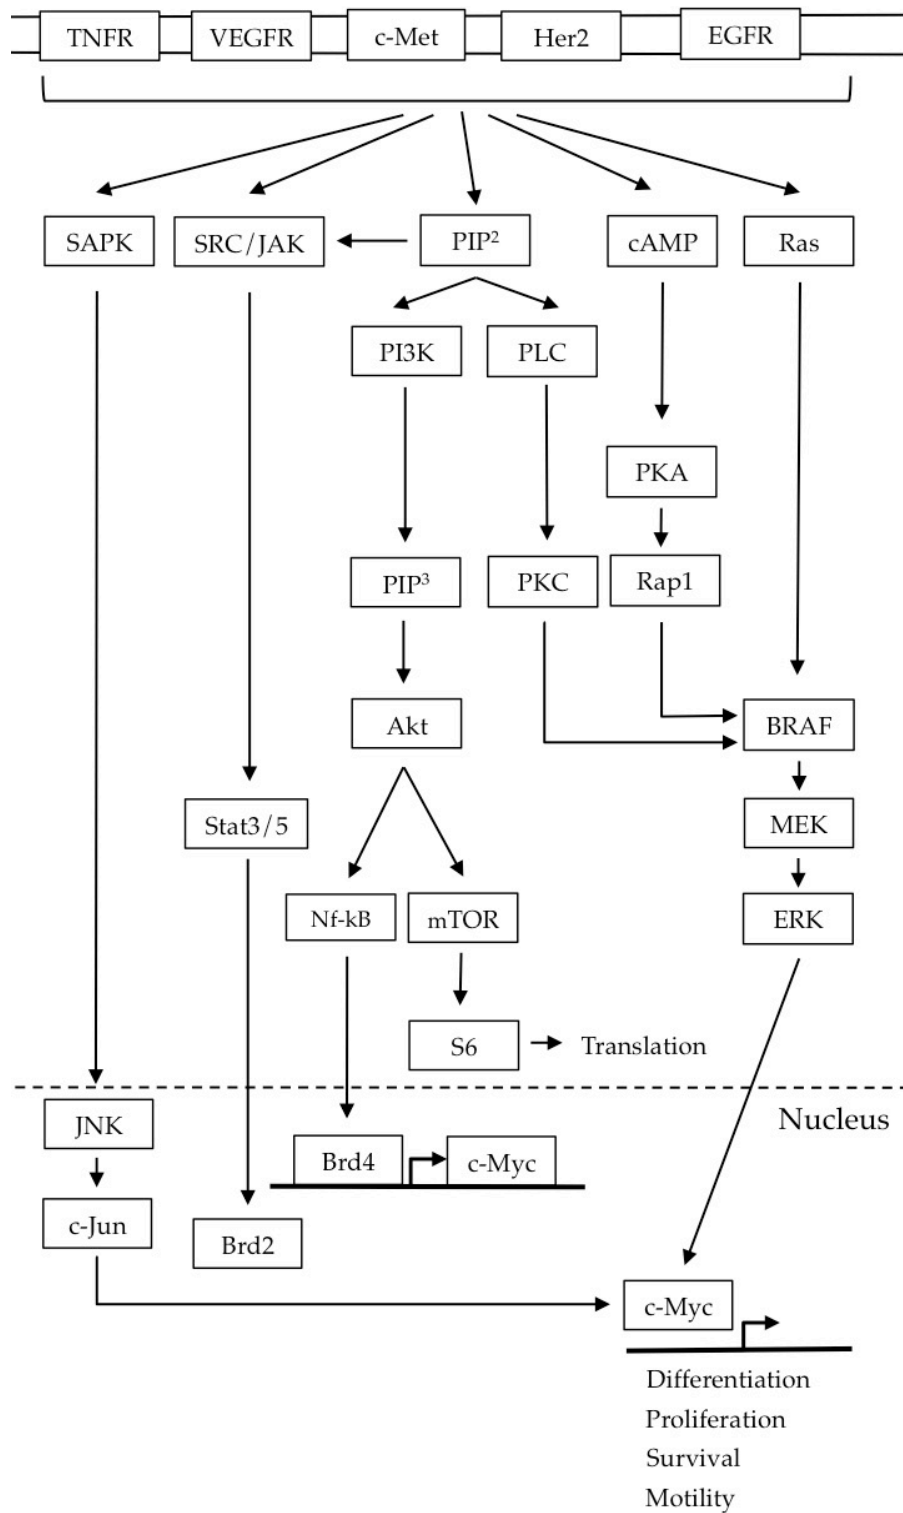 TNFR VEGFR c-Met Her2 EGFR
SAPK SRC/JAK PIP² cAMP Ras
PI3K PLC
PKA
PIP³ PKC Rap1
Akt BRAF
Stat3/5 MEK
Nf-kB mTOR ERK
S6 Translation
JNK Nucleus
Brd4 c-Myc
c-Jun Brd2
c-Myc
Differentiation
Proliferation
Survival
Motility